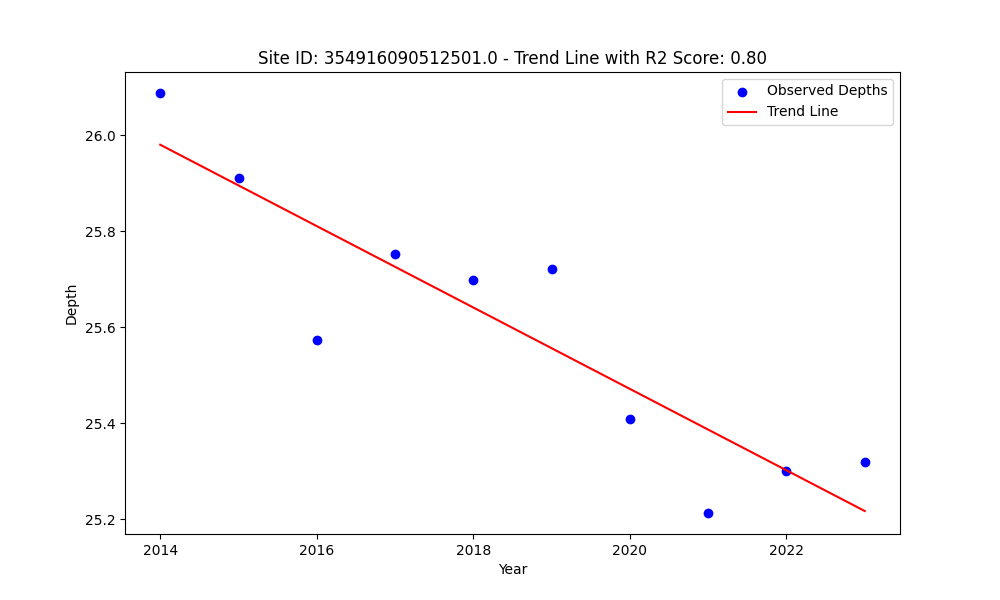 Site ID: 354916090512501.0 - Trend Line with R2 Score: 0.80
Observed Depths
Trend Line
26.0
25.8
25.6
25.4
25.2
Depth
2014
2016
2018
2020
2022
Year